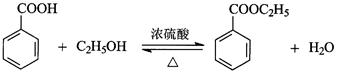 COOH + C₂H₅OH 浓硫酸 △ COOC₂H₅ + H₂O